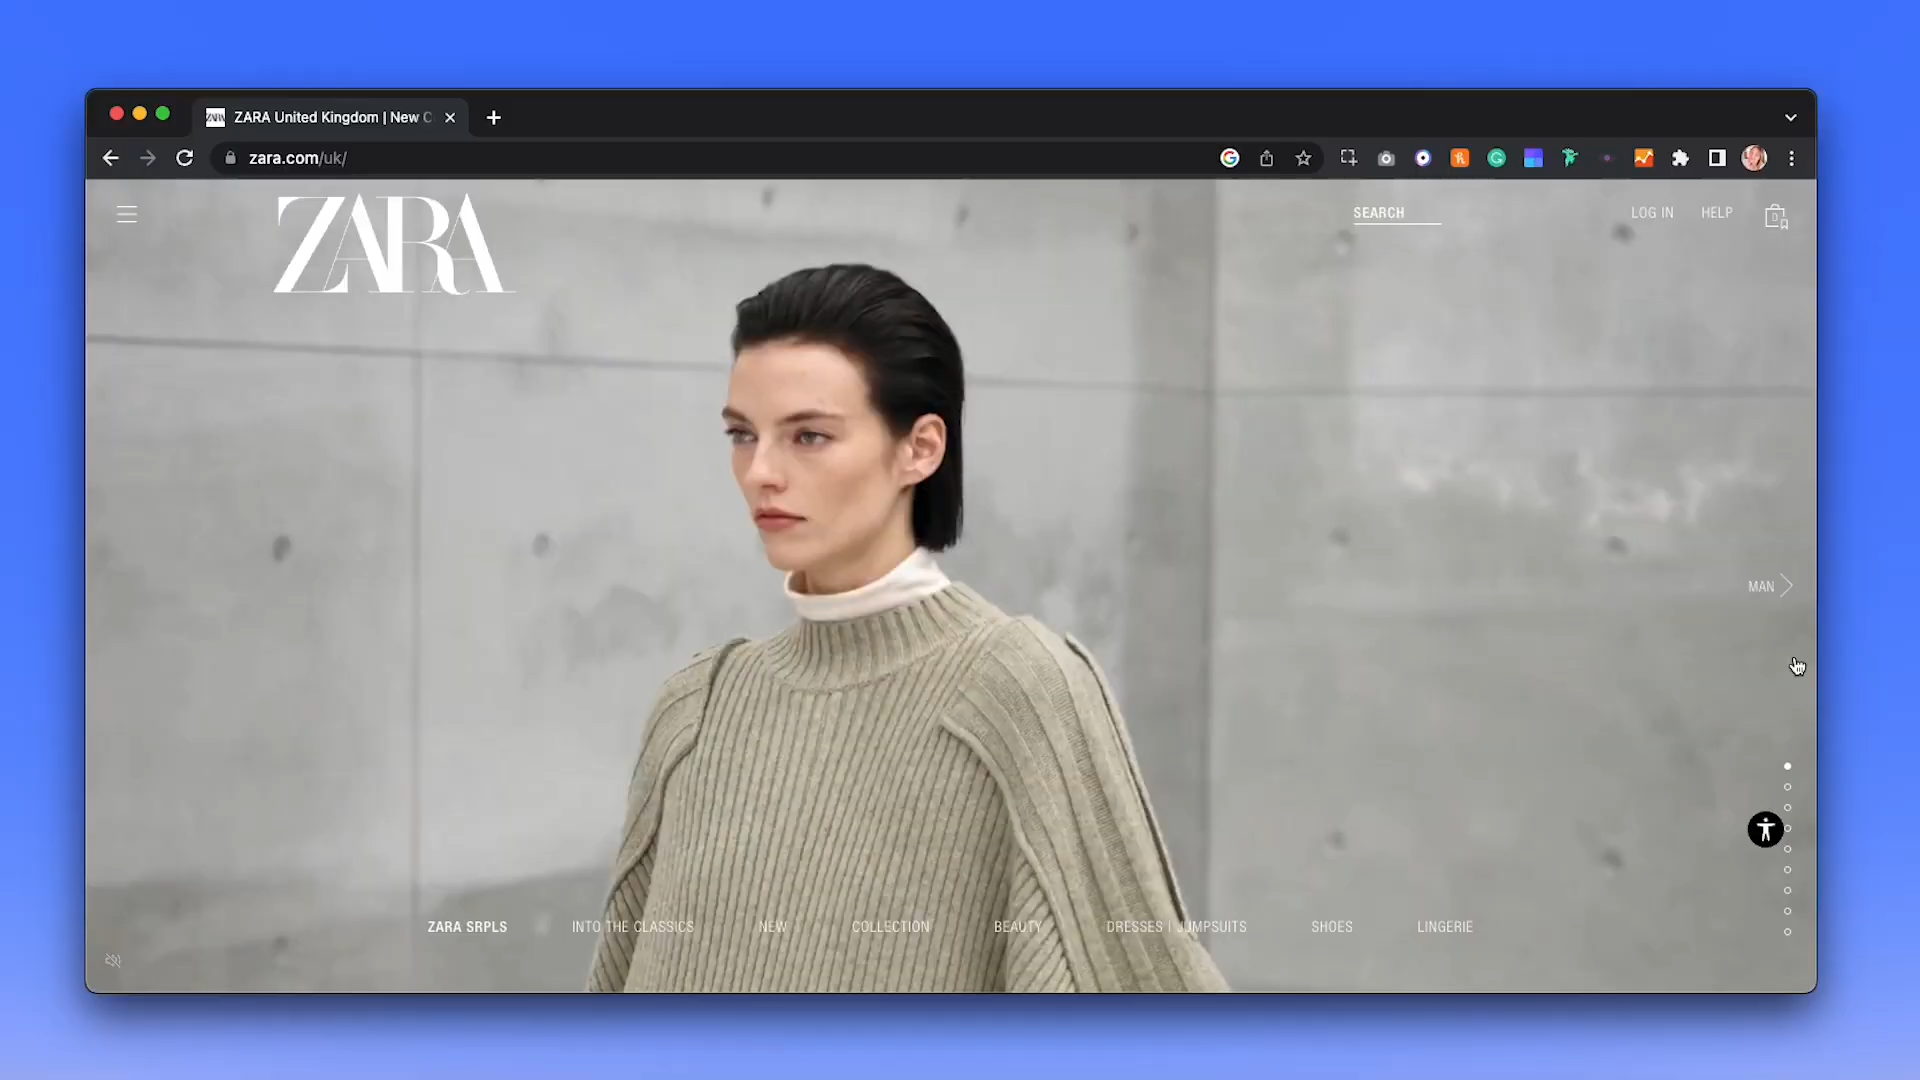 ZARA United Kingdom | New C
zara.com/uk/
ZARA
SEARCH
LOG IN
HELP
0
MAN
ZARA SRPLS
INTO THE CLASSICS
NEW
COLLECTION
BEAUTY
DRESSES | JUMPSUITS
SHOES
LINGERIE